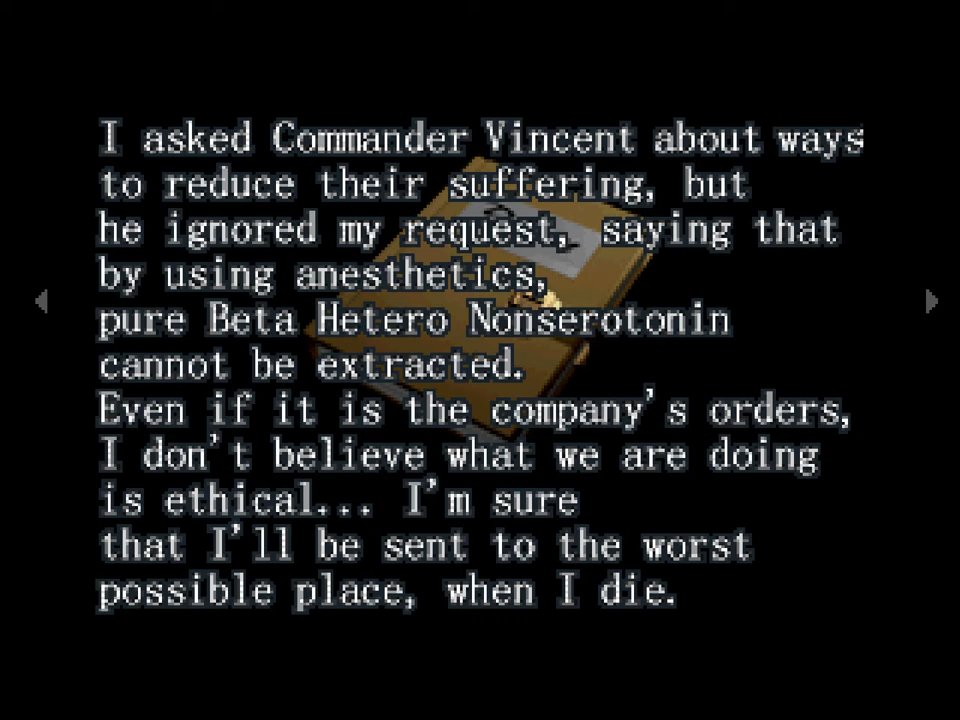 I asked Commander Vincent about ways
to reduce their suffering, but
he ignored my request, saying that
by using anesthetics,
pure Beta Hetero Nonserotonin
cannot be extracted.
Even if it is the company's orders,
I don't believe what we are doing
is ethical... I'm sure
that I'll be sent to the worst
possible place, when I die.